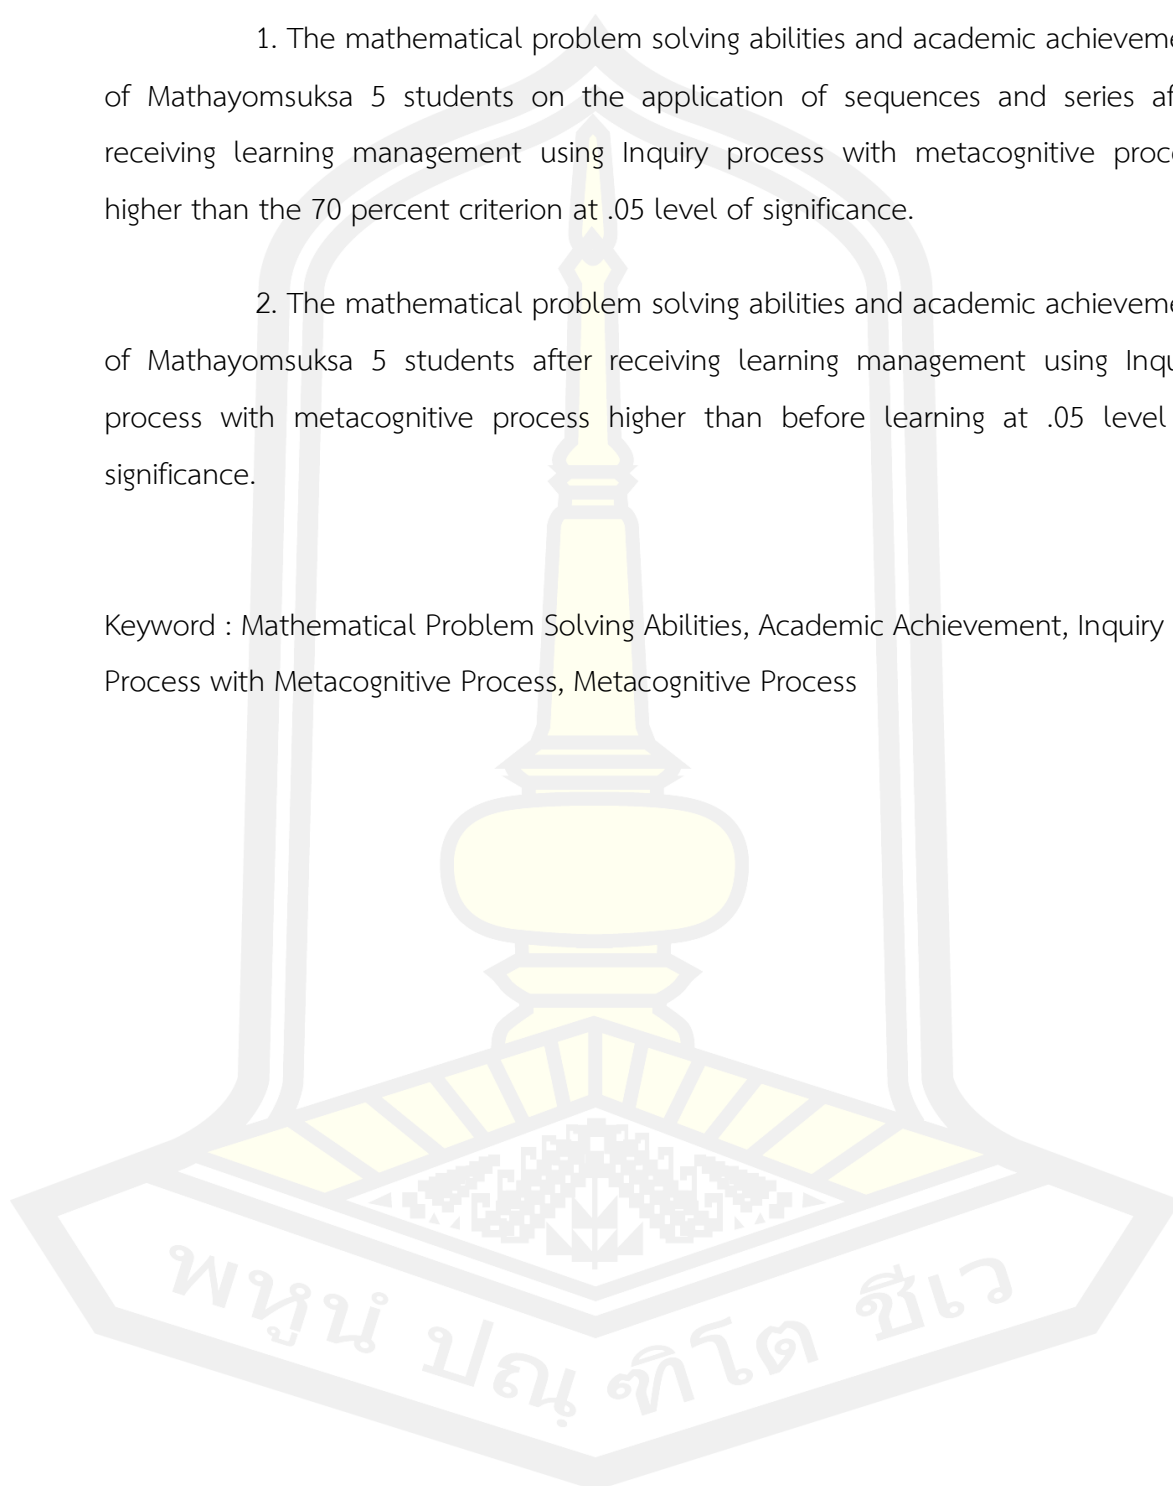 1. The mathematical problem solving abilities and academic achieveme
of Mathayomsuksa 5 students on the application of sequences and series af
receiving learning management using Inquiry process with metacognitive proc
higher than the 70 percent criterion at .05 level of significance.
2. The mathematical problem solving abilities and academic achieveme
of Mathayomsuksa 5 students after receiving learning management using Inqu
process with metacognitive process higher than before learning at .05 level
significance.
Keyword : Mathematical Problem Solving Abilities, Academic Achievement, Inquiry
Process with Metacognitive Process, Metacognitive Process
พหูนํ ปณฺฑิโต ชีเว